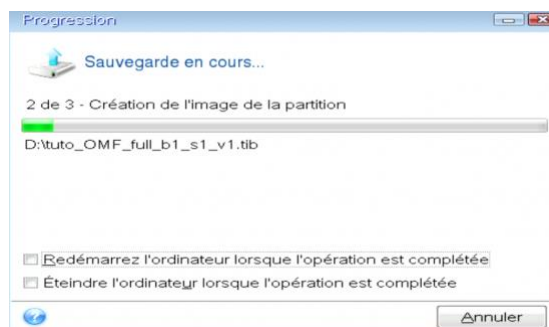 Progression
Sauvegarde en cours...
2 de 3 - Création de l'image de la partition
D:\tuto_OMF_full_b1_s1_v1.tib
Redémarrez l'ordinateur lorsque l'opération est complétée
Éteindre l'ordinateur lorsque l'opération est complétée
Annuler